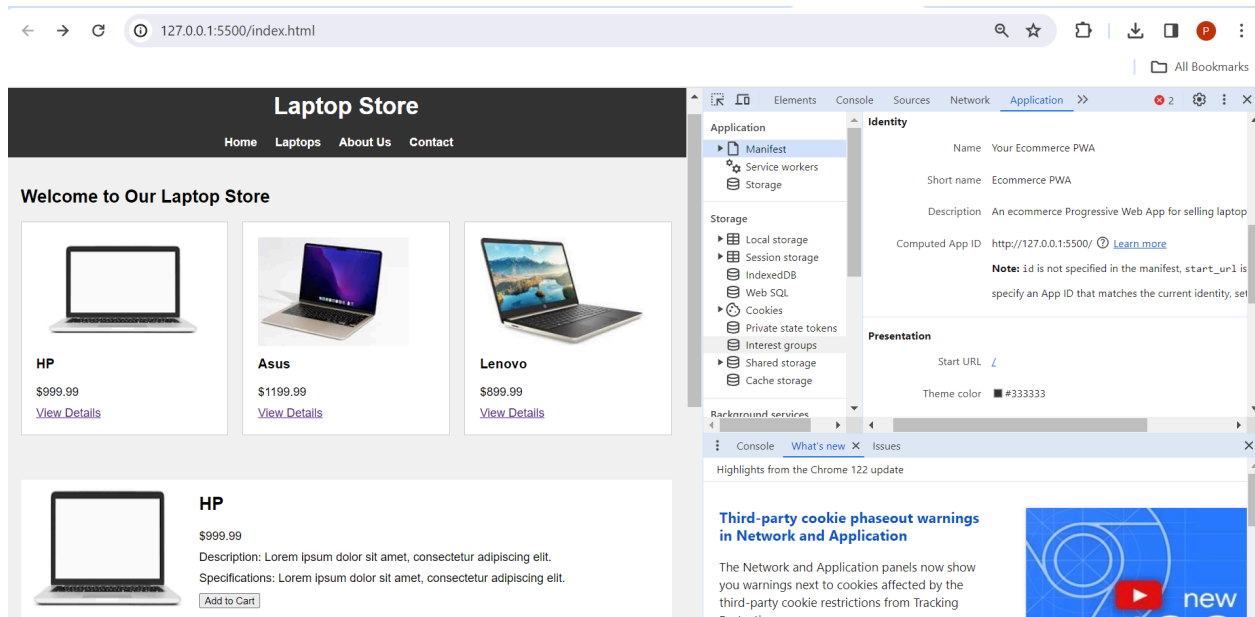 127.0.0.1:5500/index.html
P
All Bookmarks
Laptop Store
Home Laptops About Us Contact
Welcome to Our Laptop Store
HP
$999.99
View Details
Asus
$1199.99
View Details
Lenovo
$899.99
View Details
HP
$999.99
Description: Lorem ipsum dolor sit amet, consectetur adipiscing elit.
Specifications: Lorem ipsum dolor sit amet, consectetur adipiscing elit.
Add to Cart
Elements Console Sources Network Application 2
Application
Manifest
Service workers
Storage
Storage
Local storage
Session storage
IndexedDB
Web SQL
Cookies
Private state tokens
Interest groups
Shared storage
Cache storage
Background services
Identity
Name Your Ecommerce PWA
Short name Ecommerce PWA
Description An ecommerce Progressive Web App for selling laptop
Computed App ID http://127.0.0.1:5500/ ? Learn more
Note: id is not specified in the manifest, start_url is
specify an App ID that matches the current identity, set
Presentation
Start URL /
Theme color #333333
Console What's new Issues
Highlights from the Chrome 122 update
Third-party cookie phaseout warnings
in Network and Application
The Network and Application panels now show
you warnings next to cookies affected by the
third-party cookie restrictions from Tracking
new